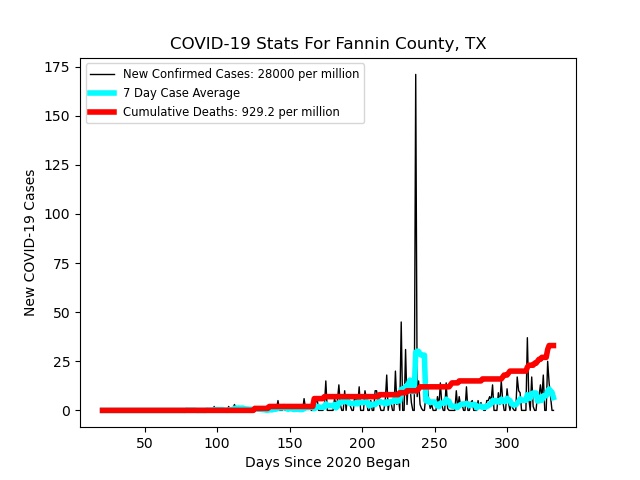 COVID-19 Stats For Fannin County, TX
New Confirmed Cases: 28000 per million
7 Day Case Average
Cumulative Deaths: 929.2 per million
New COVID-19 Cases
175
150
125
100
75
50
25
0
50 100 150 200 250 300
Days Since 2020 Began